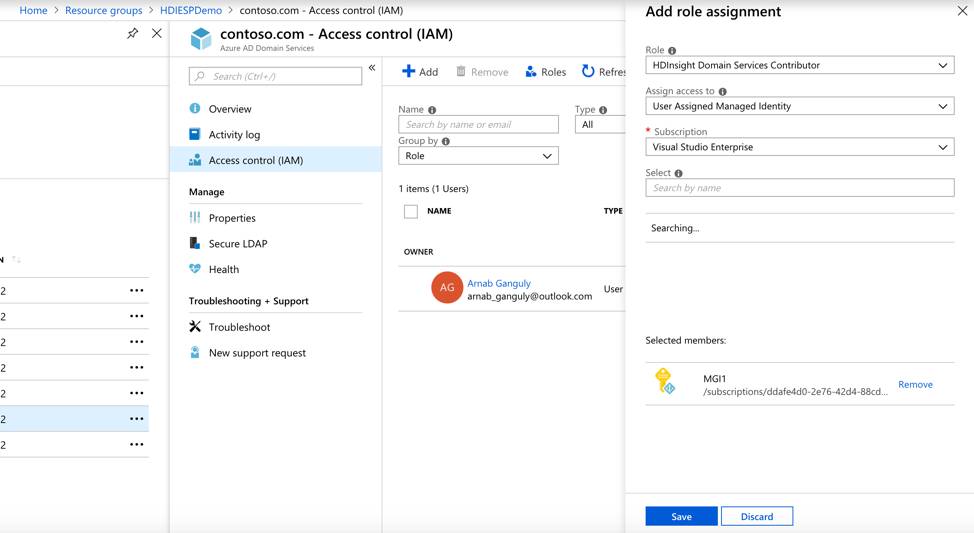 Home > Resource groups > HDIESPDemo > contoso.com - Access control (IAM)
N
2
2
2
2
2
2
2
contoso.com - Access control (IAM)
Azure AD Domain Services
Search (Ctrl+/)
Overview
Activity log
Access control (IAM)
Manage
Properties
Secure LDAP
Health
Troubleshooting + Support
Troubleshoot
New support request
Add Remove Roles Refres
Name Type
Search by name or email All
Group by
Role
1 items (1 Users)
NAME TYPE
OWNER
AG Arnab Ganguly
arnab_ganguly@outlook.com User
Add role assignment
Role
HDInsight Domain Services Contributor
Assign access to
User Assigned Managed Identity
* Subscription
Visual Studio Enterprise
Select
Search by name
Searching...
Selected members:
MGI1
/subscriptions/ddafe4d0-2e76-42d4-88cd...
Remove
Save Discard